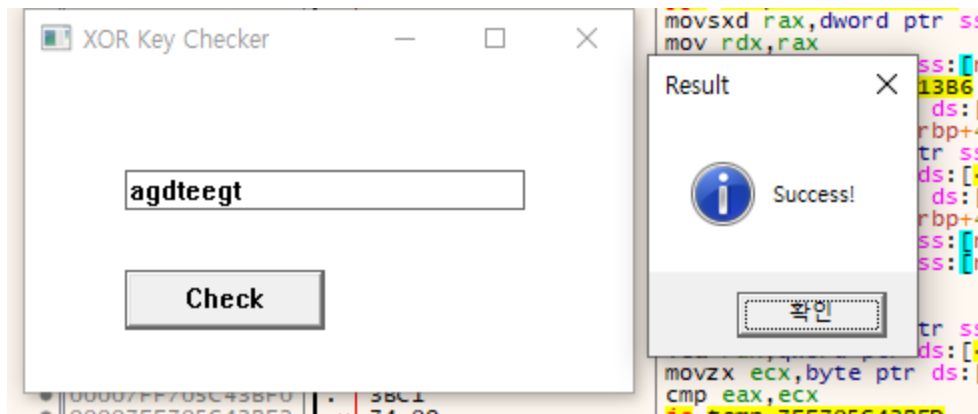 XOR Key Checker
agdteegt
Check
Result
Success!
확인
movsxd rax,dword ptr ss
mov rdx,rax
ss:[
13B6
ds:[
rbp+4
tr ss
ds:[
ds:[
rbp+4
ss:[
ss:[
tr ss
ds:[
movzx ecx,byte ptr ds:[
cmp eax,ecx
3BC1